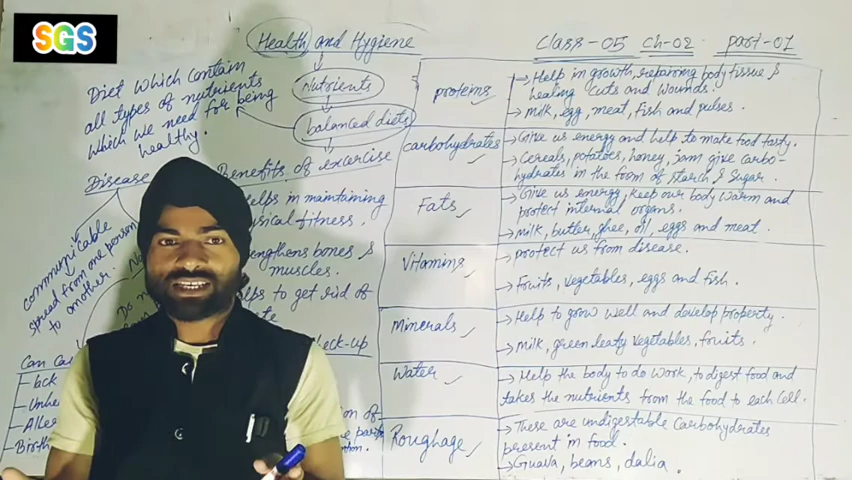 SGS
Health and Hygiene
Class-05 Ch-02 part-01
Nutrients
balanced diets
Diet which contain
all types of nutrients
which we need for being
healthy.
Disease
communicable
spread from one person
to another.
Benefits of excercise
helps in maintaining
physical fitness.
strengthens bones &
muscles.
to get rid of
check-up
proteins
→ Help in growth, repairing body tissue &
healing cuts and wounds.
→ Milk, egg, meat, fish and pulses.
carbohydrates
→ Give us energy and help to make food tasty.
→ Cereals, potatoes, honey, Jam give carbo-
hydrates in the form of starch & sugar.
Fats
→ Give us energy, keep our body warm and
protect internal organs.
→ milk, butter, ghee, oil, eggs and meat.
Vitamins
→ protect us from disease.
→ Fruits, vegetables, eggs and fish.
Minerals
→ Help to grow well and develop property.
→ milk, green leafy vegetables, fruits.
Water
→ Help the body to do work, to digest food and
takes the nutrients from the food to each cell.
Roughage
→ These are undigestable Carbohydrates
present in food.
→ Guava, beans, dalia.